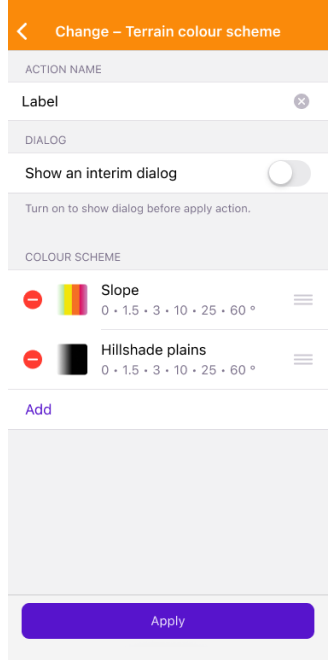 Change – Terrain colour scheme
ACTION NAME
Label
DIALOG
Show an interim dialog
Turn on to show dialog before apply action.
COLOUR SCHEME
Slope
0 • 1.5 • 3 • 10 • 25 • 60 °
Hillshade plains
0 • 1.5 • 3 • 10 • 25 • 60 °
Add
Apply